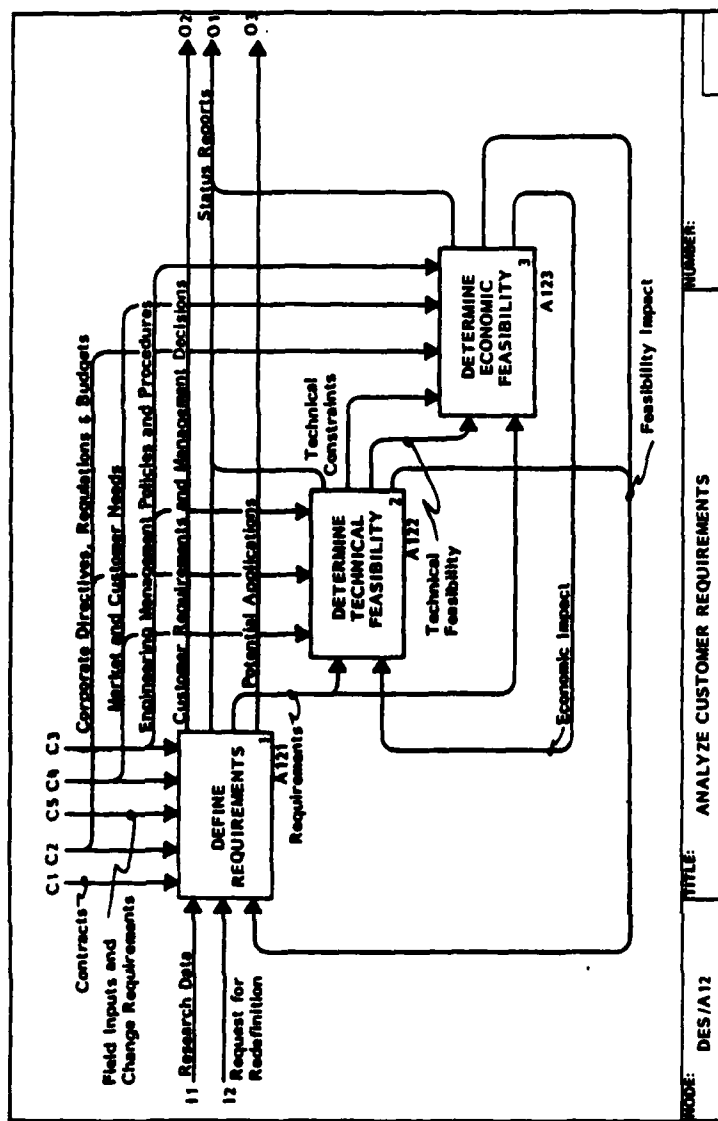 C1 C2 C5 C4 C3
Contracts
Field Inputs and
Change Requirements
Corporate Directives, Regulations & Budgets
Market and Customer Needs
Engineering Management Policies and Procedures
Customer Requirements and Management Decisions
O2
Status Reports
O1
Potential Applications
O3
I1 Research Data
I2 Request for
Redefinition
DEFINE
REQUIREMENTS
1
A121
Requirements
DETERMINE
TECHNICAL
FEASIBILITY
2
A122
Technical
Constraints
Technical
Feasibility
DETERMINE
ECONOMIC
FEASIBILITY
3
A123
Economic Impact
Feasibility Impact
NODE: DES/A12
TITLE: ANALYZE CUSTOMER REQUIREMENTS
NUMBER: